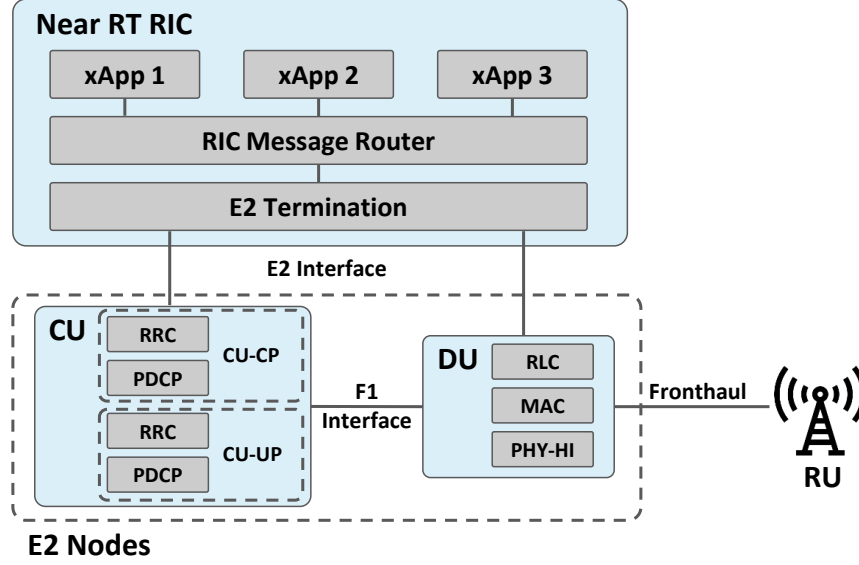 Near RT RIC
xApp 1
xApp 2
xApp 3
RIC Message Router
E2 Termination
E2 Interface
CU
RRC
PDCP
CU-CP
RRC
PDCP
CU-UP
F1
Interface
DU
RLC
MAC
PHY-HI
Fronthaul
RU
E2 Nodes